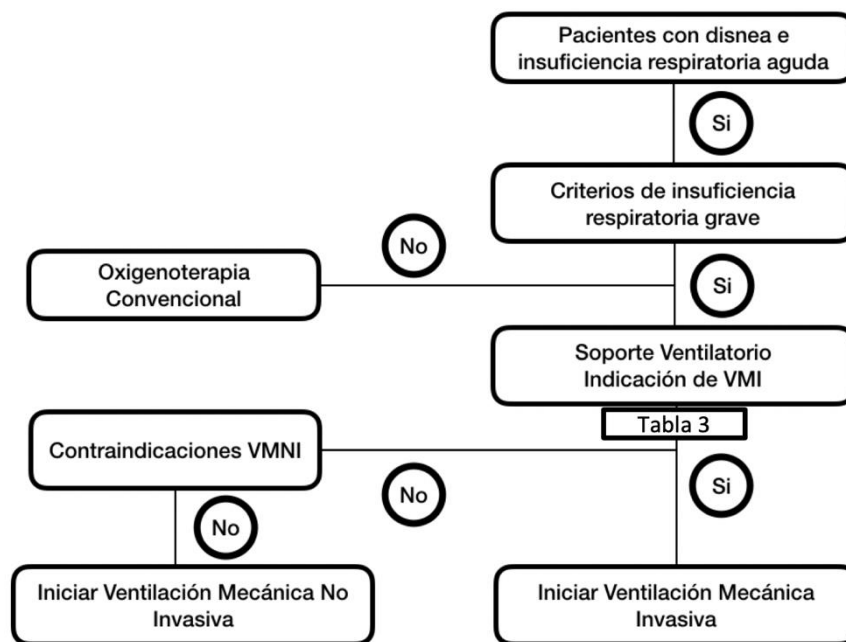 Pacientes con disnea e
insuficiencia respiratoria aguda
Si
Criterios de insuficiencia
respiratoria grave
No
Oxigenoterapia
Convencional
Si
Soporte Ventilatorio
Indicación de VMI
Tabla 3
Contraindicaciones VMNI
No
Si
No
Iniciar Ventilación Mecánica No
Invasiva
Iniciar Ventilación Mecánica
Invasiva